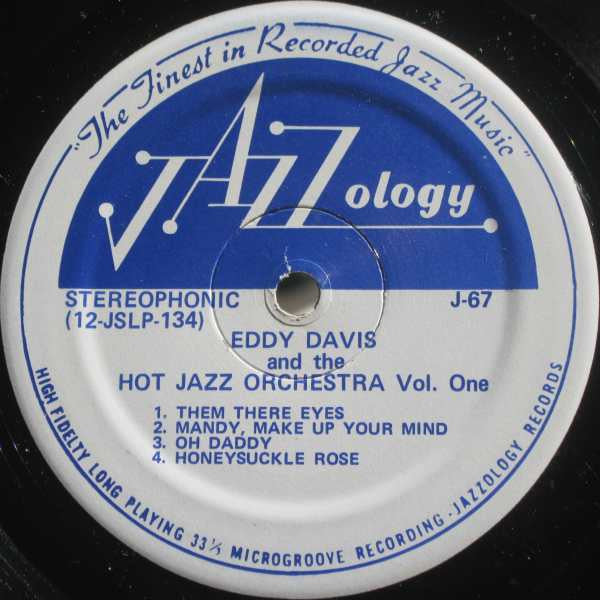 "The Finest in Recorded Jazz Music"
JAZZology
STEREOPHONIC J-67
(12-JSLP-134)
EDDY DAVIS
and the
HOT JAZZ ORCHESTRA Vol. One
1. THEM THERE EYES
2. MANDY, MAKE UP YOUR MIND
3. OH DADDY
4. HONEYSUCKLE ROSE
HIGH FIDELTY LONG PLAYING 33⅓ MICROGROOVE RECORDING - JAZZOLOGY RECORDS